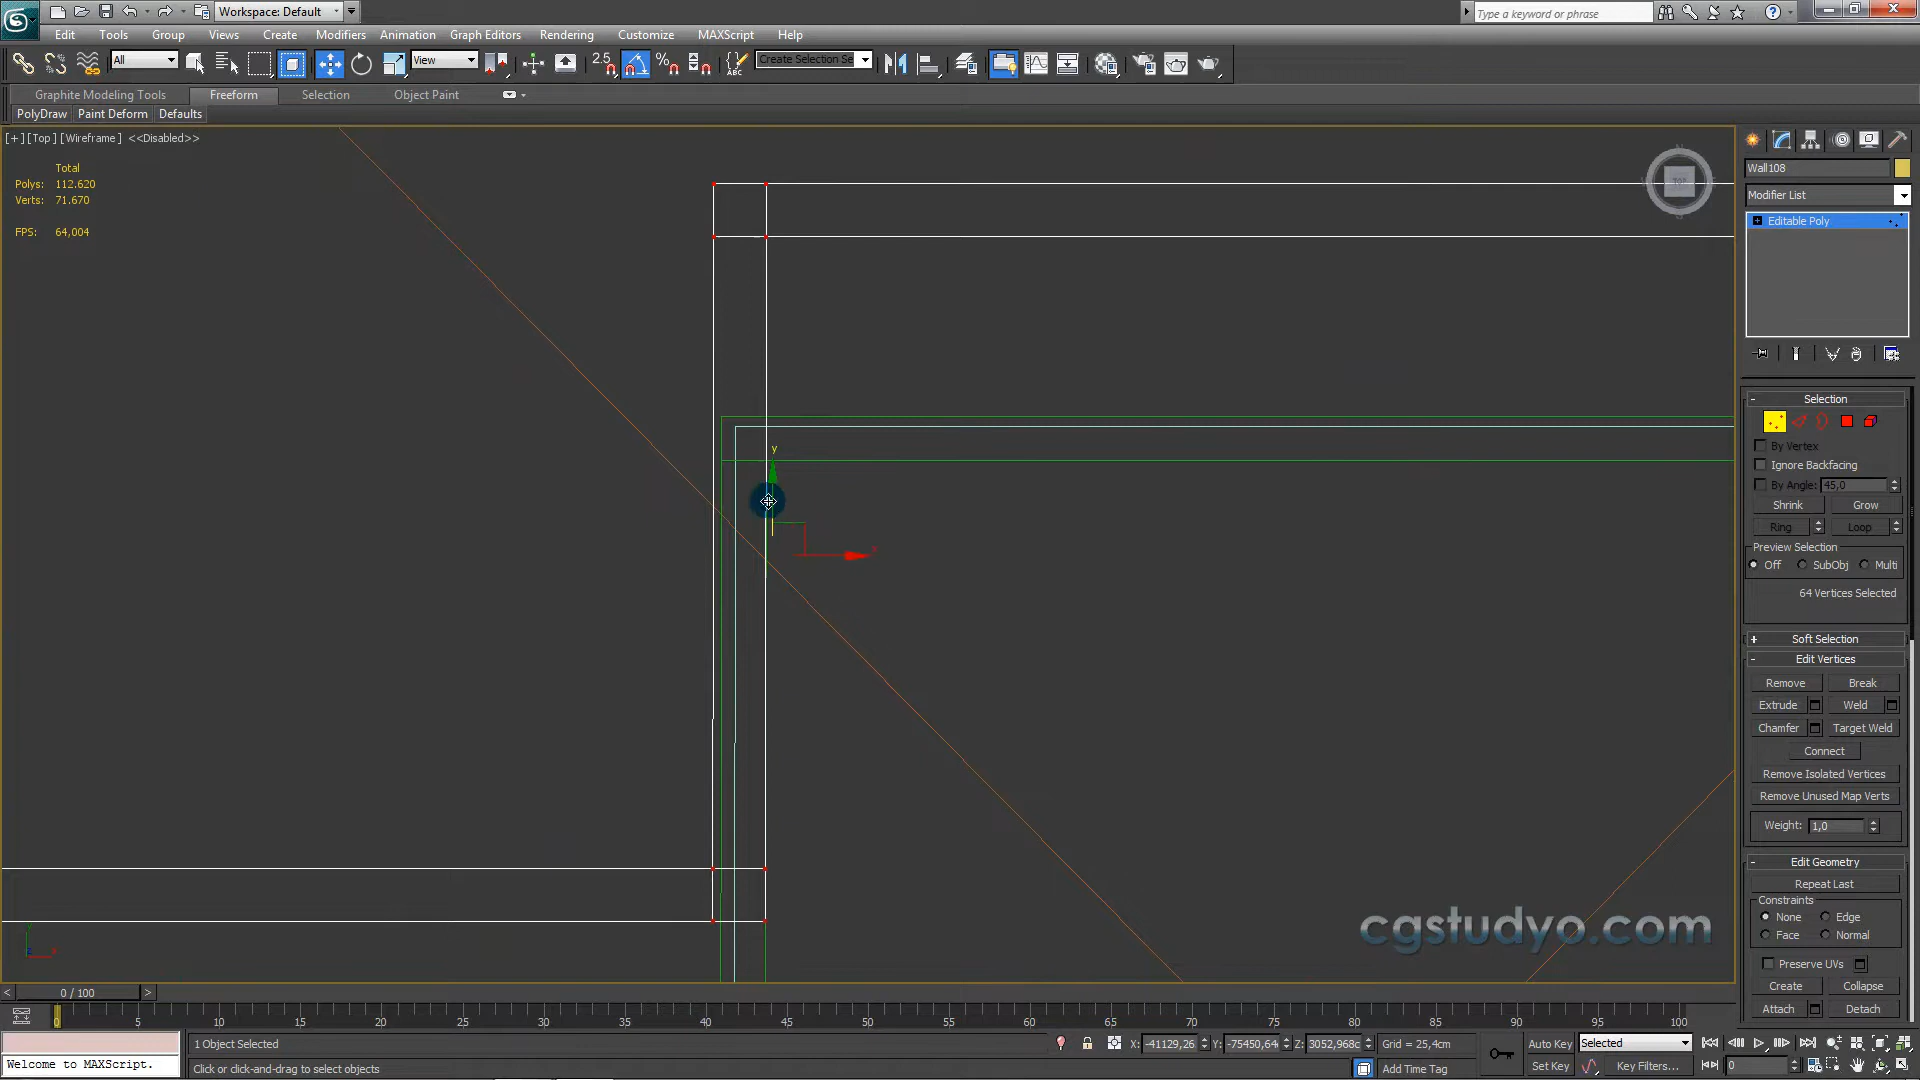 Workspace: Default
Type a keyword or phrase
Edit Tools Group Views Create Modifiers Animation Graph Editors Rendering Customize MAXScript Help
All
View
2.5
Create Selection Se
Graphite Modeling Tools Freeform Selection Object Paint
PolyDraw Paint Deform Defaults
[+] [Top] [Wireframe] <<Disabled>>
Total
Polys: 112.620
Verts: 71.670
FPS: 64,004
TOP
y
x
Wall108
Modifier List
Editable Poly
Selection
By Vertex
Ignore Backfacing
By Angle: 45,0
Shrink Grow
Ring Loop
Preview Selection
Off SubObj Multi
64 Vertices Selected
Soft Selection
Edit Vertices
Remove Break
Extrude Weld
Chamfer Target Weld
Connect
Remove Isolated Vertices
Remove Unused Map Verts
Weight: 1,0
Edit Geometry
Repeat Last
Constraints
None Edge
Face Normal
Preserve UVs
Create Collapse
Attach Detach
cgstudyo.com
< 0 / 100 >
0 5 10 15 20 25 30 35 40 45 50 55 60 65 70 75 80 85 90 95 100
1 Object Selected
X: -41129,26 Y: -75450,64 Z: 3052,968c Grid = 25,4cm
Auto Key Selected
Welcome to MAXScript.
Click or click-and-drag to select objects
Add Time Tag
Set Key Key Filters... 0